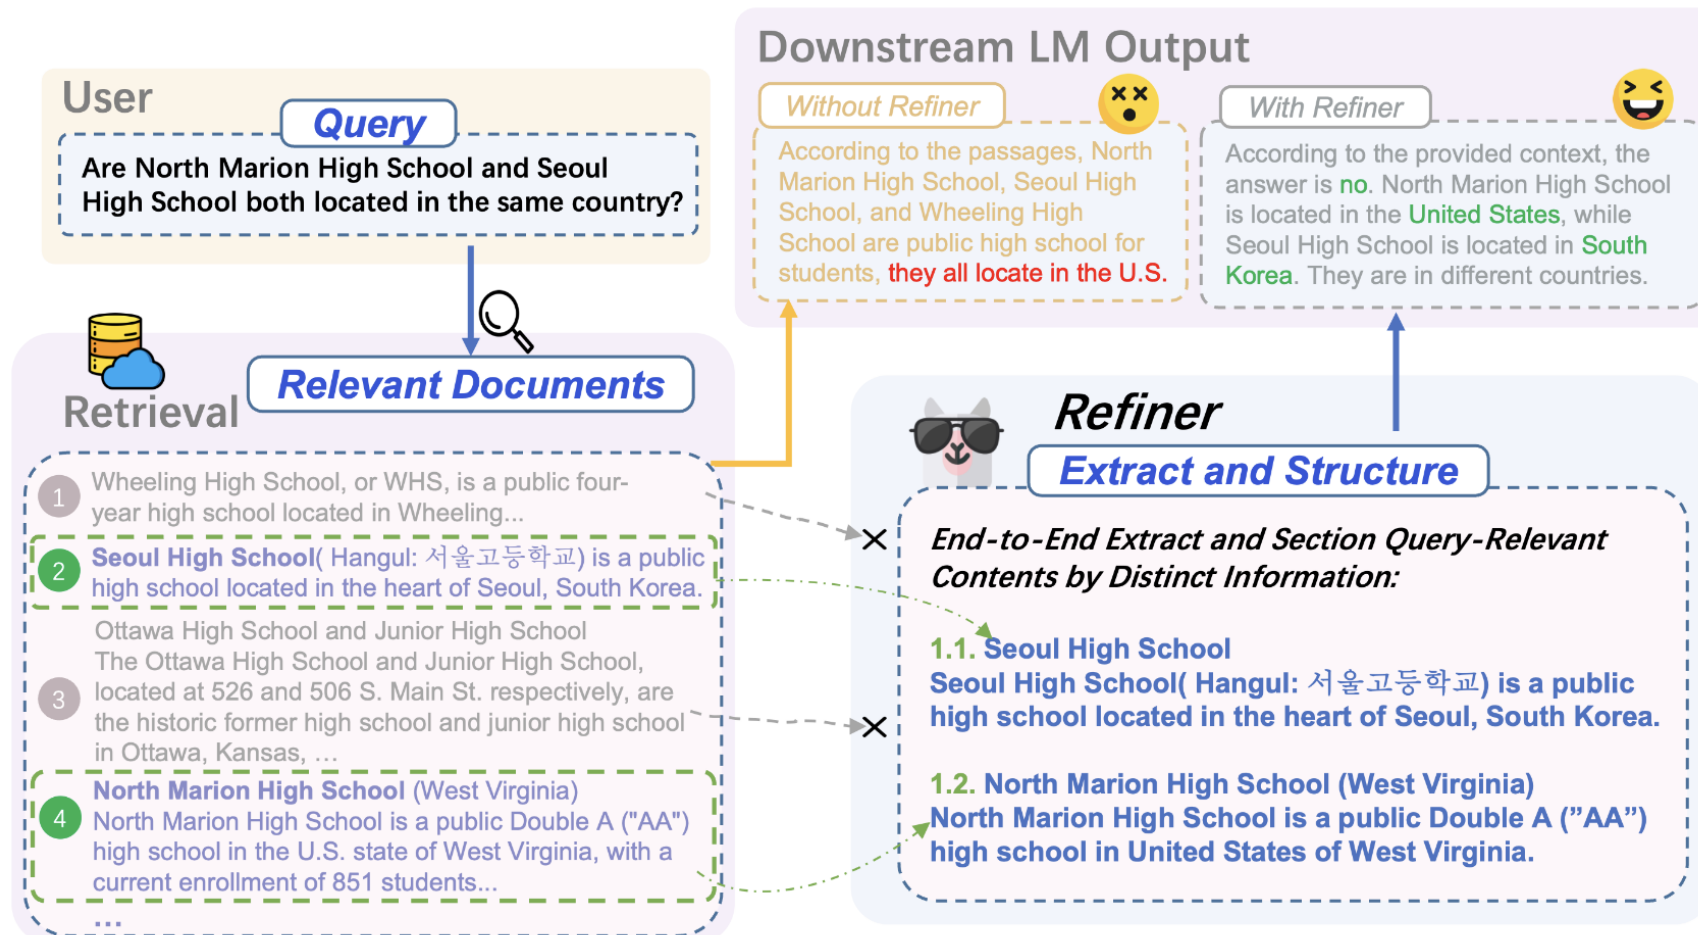 User
Query
Are North Marion High School and Seoul
High School both located in the same country?
Downstream LM Output
Without Refiner
According to the passages, North
Marion High School, Seoul High
School, and Wheeling High
School are public high school for
students, they all locate in the U.S.
With Refiner
According to the provided context, the
answer is no. North Marion High School
is located in the United States, while
Seoul High School is located in South
Korea. They are in different countries.
Retrieval
Relevant Documents
1
Wheeling High School, or WHS, is a public four-
year high school located in Wheeling...
2
Seoul High School( Hangul: 서울고등학교) is a public
high school located in the heart of Seoul, South Korea.
3
Ottawa High School and Junior High School
The Ottawa High School and Junior High School,
located at 526 and 506 S. Main St. respectively, are
the historic former high school and junior high school
in Ottawa, Kansas, …
4
North Marion High School (West Virginia)
North Marion High School is a public Double A ("AA")
high school in the U.S. state of West Virginia, with a
current enrollment of 851 students...
…
Refiner
Extract and Structure
End-to-End Extract and Section Query-Relevant
Contents by Distinct Information:
1.1. Seoul High School
Seoul High School( Hangul: 서울고등학교) is a public
high school located in the heart of Seoul, South Korea.
1.2. North Marion High School (West Virginia)
North Marion High School is a public Double A (”AA”)
high school in United States of West Virginia.